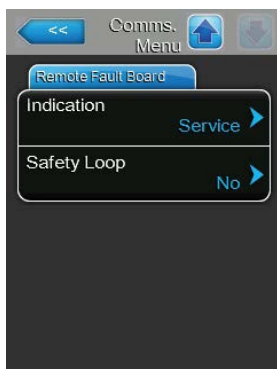 <<
Comms.
Menu
Remote Fault Board
Indication
Service
Safety Loop
No